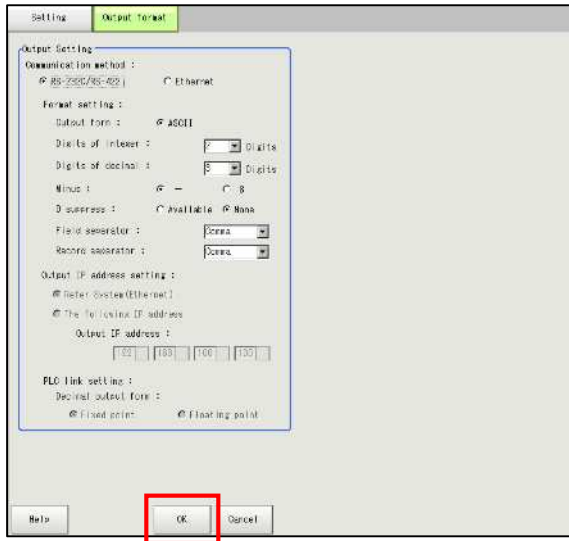 Setting Output format
Output Setting
Communication method :
RS-232C/RS-422 Ethernet
Format setting :
Output form : ASCII
Digits of integer : Digits
Digits of decimal : 5 Digits
Minus : - 8
0 suppress : Available None
Field separator : Comma
Record separator : Comma
Output IP address setting :
Refer System(Ethernet)
The following IP address
Output IP address :
100
PLC link setting :
Decimal output form :
Fixed point Floating point
Help OK Cancel